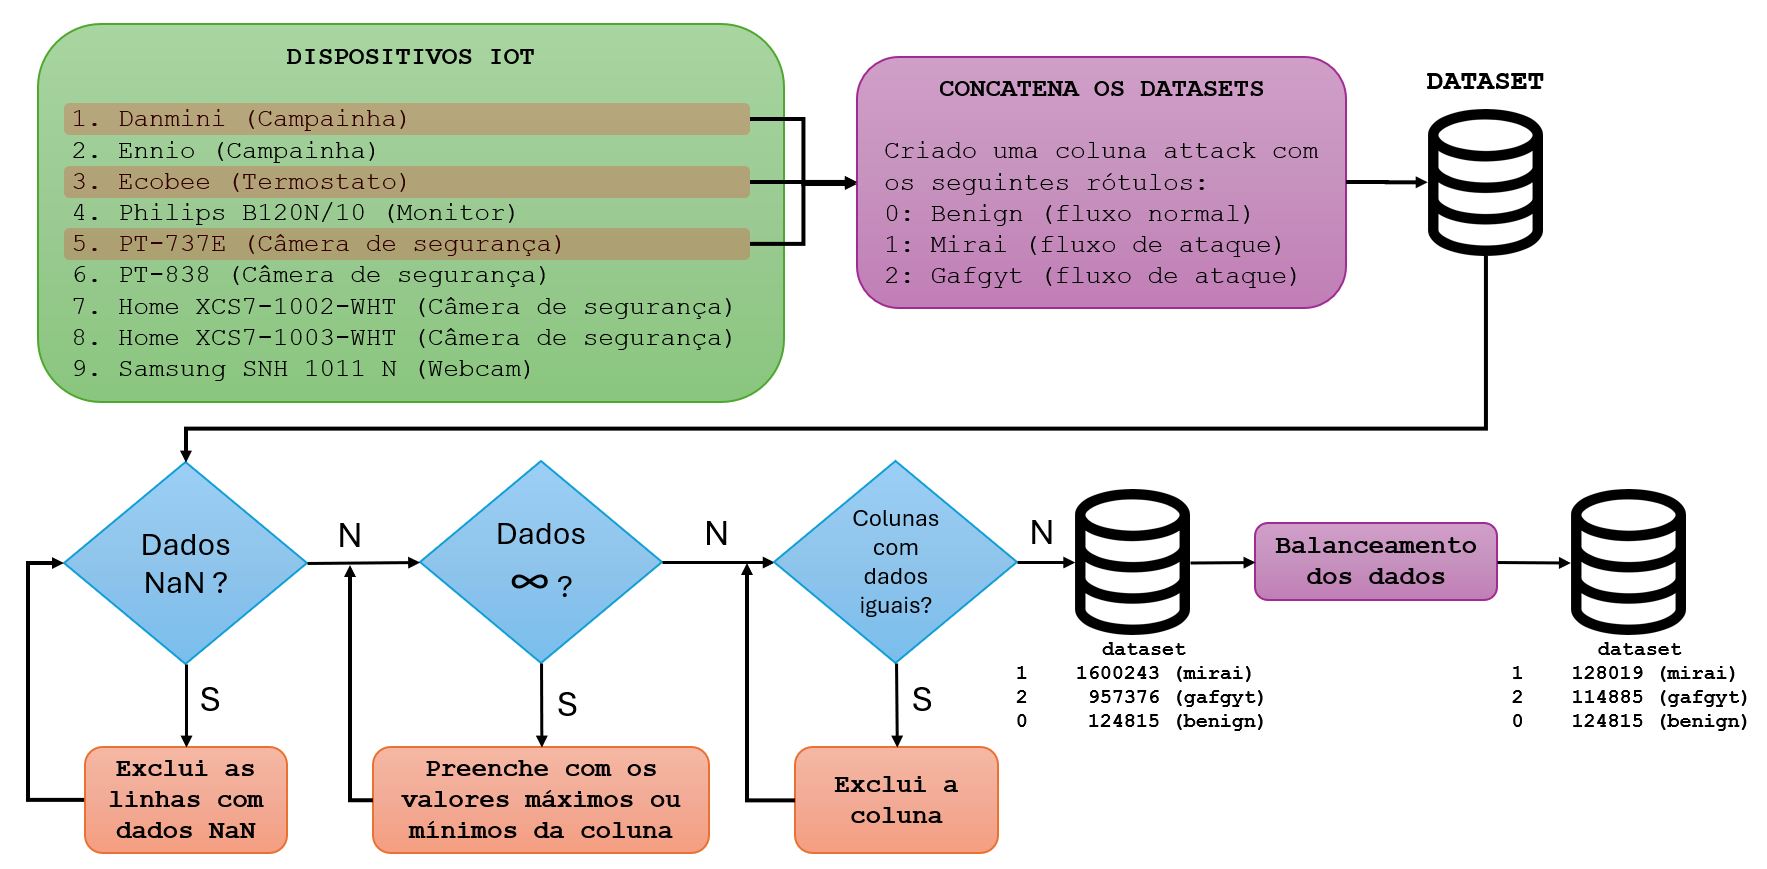 DISPOSITIVOS IOT
1. Danmini (Campainha)
2. Ennio (Campainha)
3. Ecobee (Termostato)
4. Philips B120N/10 (Monitor)
5. PT-737E (Câmera de segurança)
6. PT-838 (Câmera de segurança)
7. Home XCS7-1002-WHT (Câmera de segurança)
8. Home XCS7-1003-WHT (Câmera de segurança)
9. Samsung SNH 1011 N (Webcam)
CONCATENA OS DATASETS
Criado uma coluna attack com
os seguintes rótulos:
0: Benign (fluxo normal)
1: Mirai (fluxo de ataque)
2: Gafgyt (fluxo de ataque)
DATASET
Dados
NaN ?
N
S
Exclui as
linhas com
dados NaN
Dados
∞ ?
N
S
Preenche com os
valores máximos ou
mínimos da coluna
Colunas
com
dados
iguais?
N
S
Exclui a
coluna
dataset
1 1600243 (mirai)
2 957376 (gafgyt)
0 124815 (benign)
Balanceamento
dos dados
dataset
1 128019 (mirai)
2 114885 (gafgyt)
0 124815 (benign)